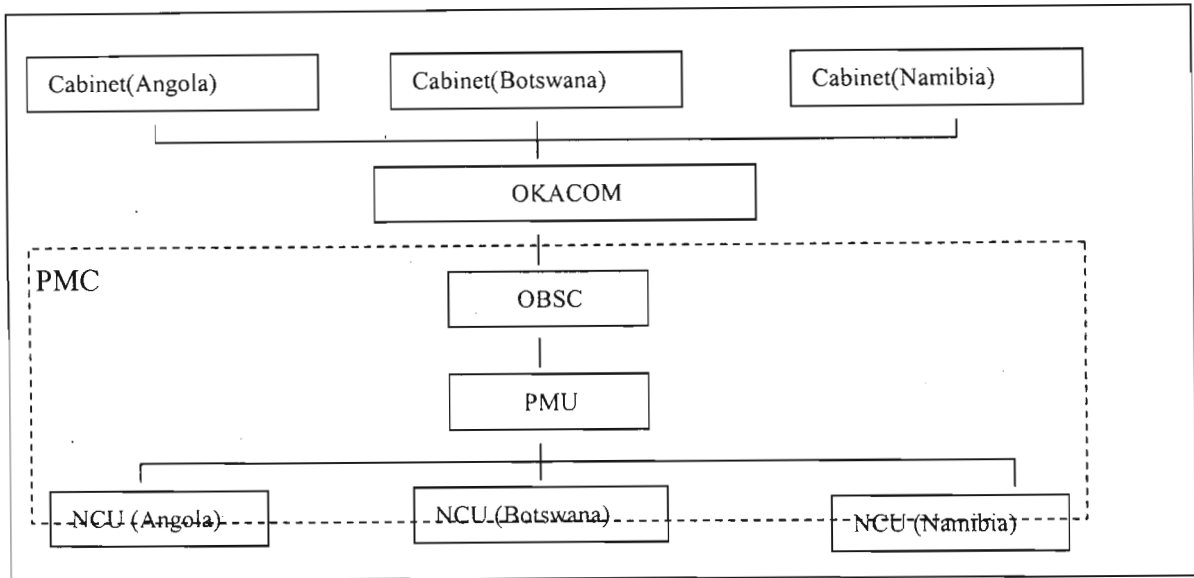 Cabinet(Angola)
Cabinet(Botswana)
Cabinet(Namibia)
OKACOM
PMC
OBSC
PMU
NCU (Angola)
NCU (Botswana)
NCU (Namibia)